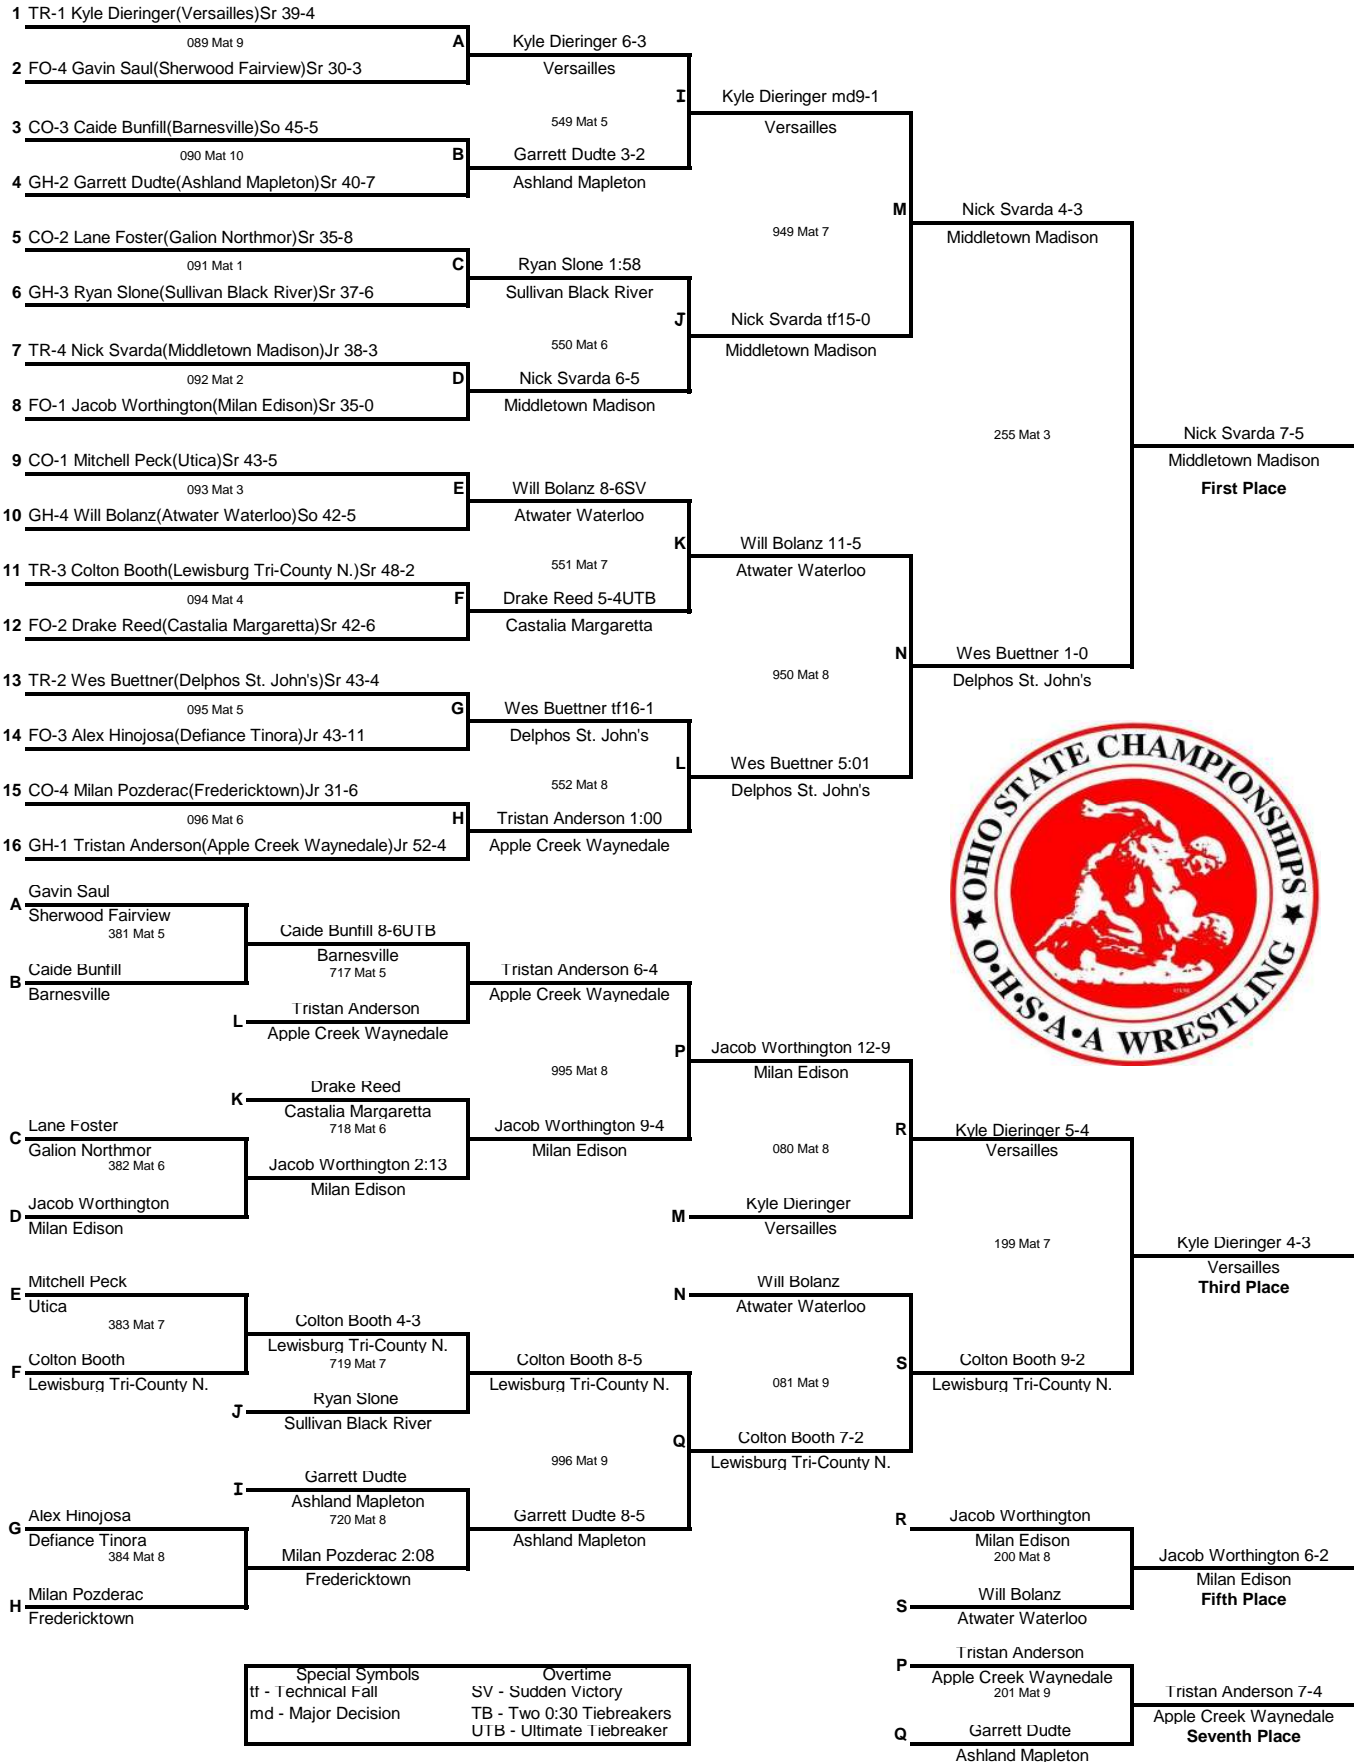 1 TR-1 Kyle Dieringer(Versailles)Sr 39-4
089 Mat 9
A
2 FO-4 Gavin Saul(Sherwood Fairview)Sr 30-3
Kyle Dieringer 6-3
Versailles
3 CO-3 Caide Bunfill(Barnesville)So 45-5
090 Mat 10
B
4 GH-2 Garrett Dudte(Ashland Mapleton)Sr 40-7
549 Mat 5
I
Garrett Dudte 3-2
Ashland Mapleton
Kyle Dieringer md9-1
Versailles
5 CO-2 Lane Foster(Galion Northmor)Sr 35-8
091 Mat 1
C
6 GH-3 Ryan Slone(Sullivan Black River)Sr 37-6
Ryan Slone 1:58
Sullivan Black River
949 Mat 7
M
Nick Svarda 4-3
Middletown Madison
7 TR-4 Nick Svarda(Middletown Madison)Jr 38-3
092 Mat 2
D
8 FO-1 Jacob Worthington(Milan Edison)Sr 35-0
550 Mat 6
J
Nick Svarda 6-5
Middletown Madison
Nick Svarda tf15-0
Middletown Madison
255 Mat 3
Nick Svarda 7-5
Middletown Madison
First Place
9 CO-1 Mitchell Peck(Utica)Sr 43-5
093 Mat 3
E
10 GH-4 Will Bolanz(Atwater Waterloo)So 42-5
Will Bolanz 8-6SV
Atwater Waterloo
11 TR-3 Colton Booth(Lewisburg Tri-County N.)Sr 48-2
094 Mat 4
F
12 FO-2 Drake Reed(Castalia Margaretta)Sr 42-6
551 Mat 7
K
Drake Reed 5-4UTB
Castalia Margaretta
Will Bolanz 11-5
Atwater Waterloo
13 TR-2 Wes Buettner(Delphos St. John's)Sr 43-4
095 Mat 5
G
14 FO-3 Alex Hinojosa(Defiance Tinora)Jr 43-11
Wes Buettner tf16-1
Delphos St. John's
950 Mat 8
N
Wes Buettner 1-0
Delphos St. John's
15 CO-4 Milan Pozderac(Fredericktown)Jr 31-6
096 Mat 6
H
16 GH-1 Tristan Anderson(Apple Creek Waynedale)Jr 52-4
552 Mat 8
L
Tristan Anderson 1:00
Apple Creek Waynedale
Wes Buettner 5:01
Delphos St. John's
OHIO STATE CHAMPIONSHIPS
O•H•S•A•A WRESTLING
A
Gavin Saul
Sherwood Fairview
381 Mat 5
B
Caide Bunfill
Barnesville
Caide Bunfill 8-6UTB
Barnesville
717 Mat 5
L
Tristan Anderson
Apple Creek Waynedale
Tristan Anderson 6-4
Apple Creek Waynedale
995 Mat 8
P
Jacob Worthington 12-9
Milan Edison
K
Drake Reed
Castalia Margaretta
718 Mat 6
C
Lane Foster
Galion Northmor
382 Mat 6
D
Jacob Worthington
Milan Edison
Jacob Worthington 2:13
Milan Edison
Jacob Worthington 9-4
Milan Edison
080 Mat 8
R
M
Kyle Dieringer
Versailles
Kyle Dieringer 5-4
Versailles
199 Mat 7
Kyle Dieringer 4-3
Versailles
Third Place
E
Mitchell Peck
Utica
383 Mat 7
F
Colton Booth
Lewisburg Tri-County N.
Colton Booth 4-3
Lewisburg Tri-County N.
719 Mat 7
J
Ryan Slone
Sullivan Black River
Colton Booth 8-5
Lewisburg Tri-County N.
N
Will Bolanz
Atwater Waterloo
081 Mat 9
S
Colton Booth 9-2
Lewisburg Tri-County N.
996 Mat 9
Q
Colton Booth 7-2
Lewisburg Tri-County N.
I
Garrett Dudte
Ashland Mapleton
720 Mat 8
G
Alex Hinojosa
Defiance Tinora
384 Mat 8
H
Milan Pozderac
Fredericktown
Milan Pozderac 2:08
Fredericktown
Garrett Dudte 8-5
Ashland Mapleton
R
Jacob Worthington
Milan Edison
200 Mat 8
S
Will Bolanz
Atwater Waterloo
Jacob Worthington 6-2
Milan Edison
Fifth Place
P
Tristan Anderson
Apple Creek Waynedale
201 Mat 9
Q
Garrett Dudte
Ashland Mapleton
Tristan Anderson 7-4
Apple Creek Waynedale
Seventh Place
Special Symbols
tf - Technical Fall
md - Major Decision
Overtime
SV - Sudden Victory
TB - Two 0:30 Tiebreakers
UTB - Ultimate Tiebreaker